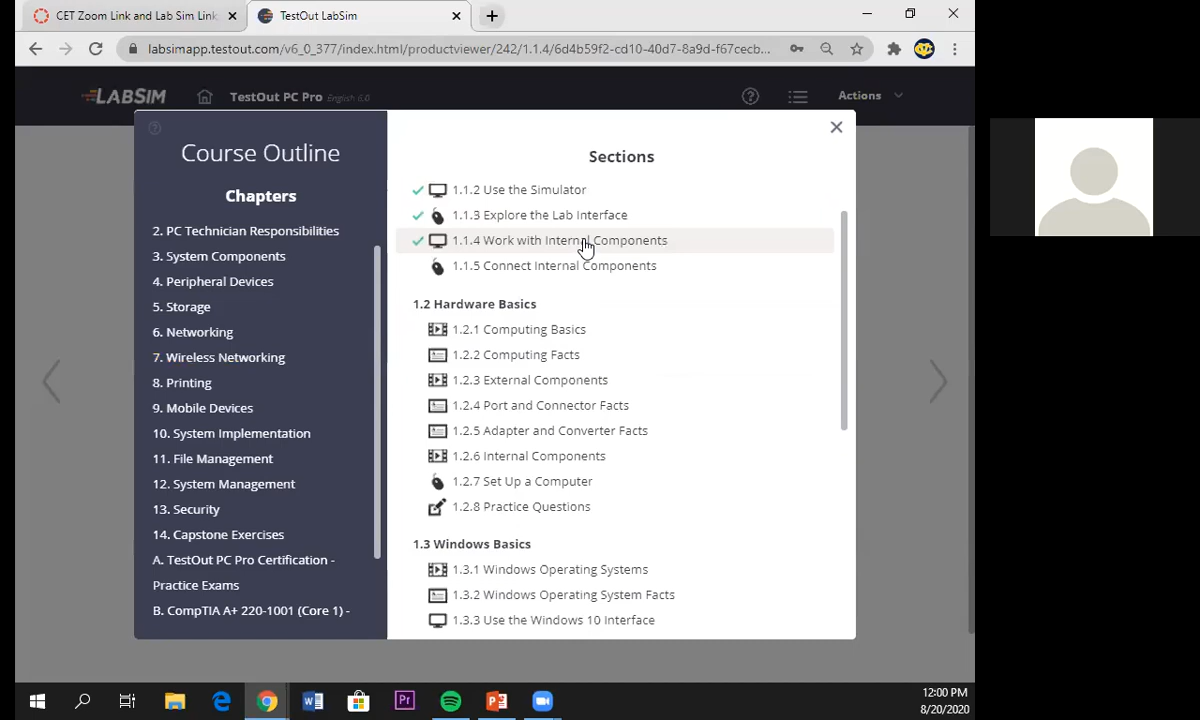 CET Zoom Link and Lab Sim Link
TestOut LabSim
labsimapp.testout.com/v6_0_377/index.html/productviewer/242/1.1.4/6d4b59f2-cd10-40d7-8a9d-f67cecb...
LABSIM
TestOut PC Pro English 6.0
Actions
Course Outline
Chapters
2. PC Technician Responsibilities
3. System Components
4. Peripheral Devices
5. Storage
6. Networking
7. Wireless Networking
8. Printing
9. Mobile Devices
10. System Implementation
11. File Management
12. System Management
13. Security
14. Capstone Exercises
A. TestOut PC Pro Certification -
Practice Exams
B. CompTIA A+ 220-1001 (Core 1) -
Sections
1.1.2 Use the Simulator
1.1.3 Explore the Lab Interface
1.1.4 Work with Internal Components
1.1.5 Connect Internal Components
1.2 Hardware Basics
1.2.1 Computing Basics
1.2.2 Computing Facts
1.2.3 External Components
1.2.4 Port and Connector Facts
1.2.5 Adapter and Converter Facts
1.2.6 Internal Components
1.2.7 Set Up a Computer
1.2.8 Practice Questions
1.3 Windows Basics
1.3.1 Windows Operating Systems
1.3.2 Windows Operating System Facts
1.3.3 Use the Windows 10 Interface
12:00 PM
8/20/2020